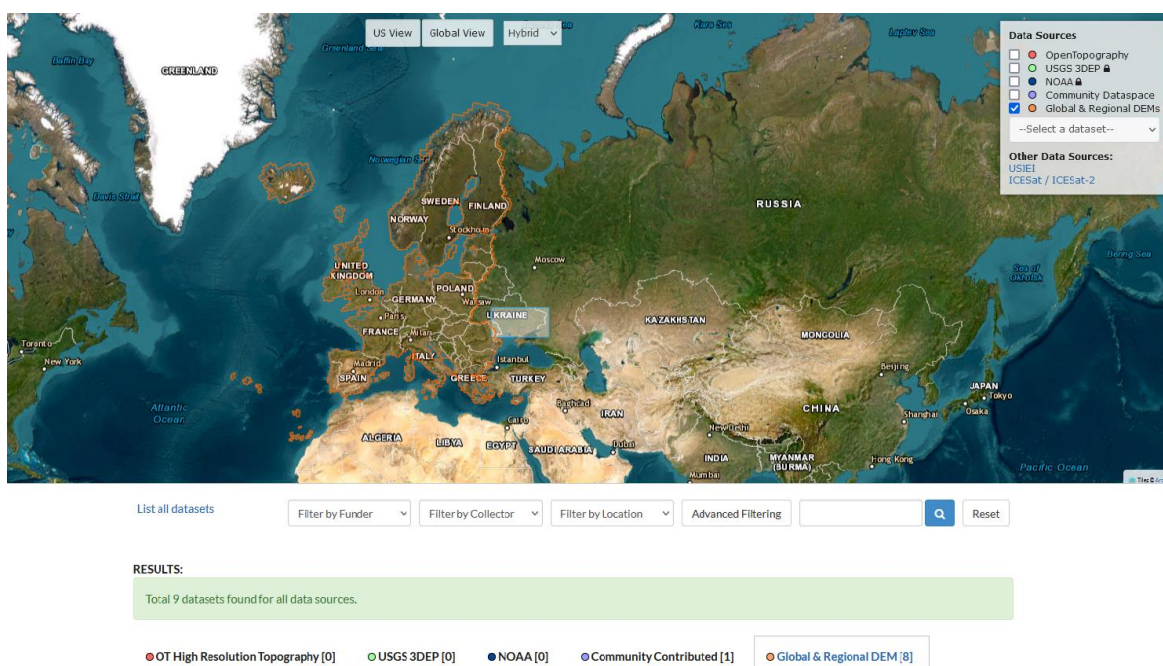 US View
Global View
Hybrid
Kara Sea
Laptev Sea
Baffin Bay
GREENLAND
Greenland Sea
Data Sources
OpenTopography
USGS 3DEP
NOAA
Community Dataspace
Global & Regional DEMs
--Select a dataset--
Other Data Sources:
USIEI
ICESat / ICESat-2
Norwegian Sea
Davis Strait
SWEDEN
FINLAND
NORWAY
Stockholm
RUSSIA
Bering Sea
Sea of Okhotsk
Moscow
UNITED
KINGDOM
London
POLAND
Warsaw
GERMANY
Paris
UKRAINE
KAZAKHSTAN
MONGOLIA
FRANCE
Milan
Toronto
New York
ITALY
Istanbul
Madrid
SPAIN
GREECE
TURKEY
Beijing
JAPAN
Tokyo
Osaka
Atlantic
Ocean
Baghdad
IRAN
CHINA
Shanghai
Cairo
ALGERIA
LIBYA
EGYPT
SAUDI ARABIA
Dubai
New Delhi
INDIA
MYANMAR
(BURMA)
Hong Kong
Mumbai
Pacific Ocean
List all datasets
Filter by Funder
Filter by Collector
Filter by Location
Advanced Filtering
Reset
RESULTS:
Total 9 datasets found for all data sources.
OT High Resolution Topography [0]
USGS 3DEP [0]
NOAA [0]
Community Contributed [1]
Global & Regional DEM [8]